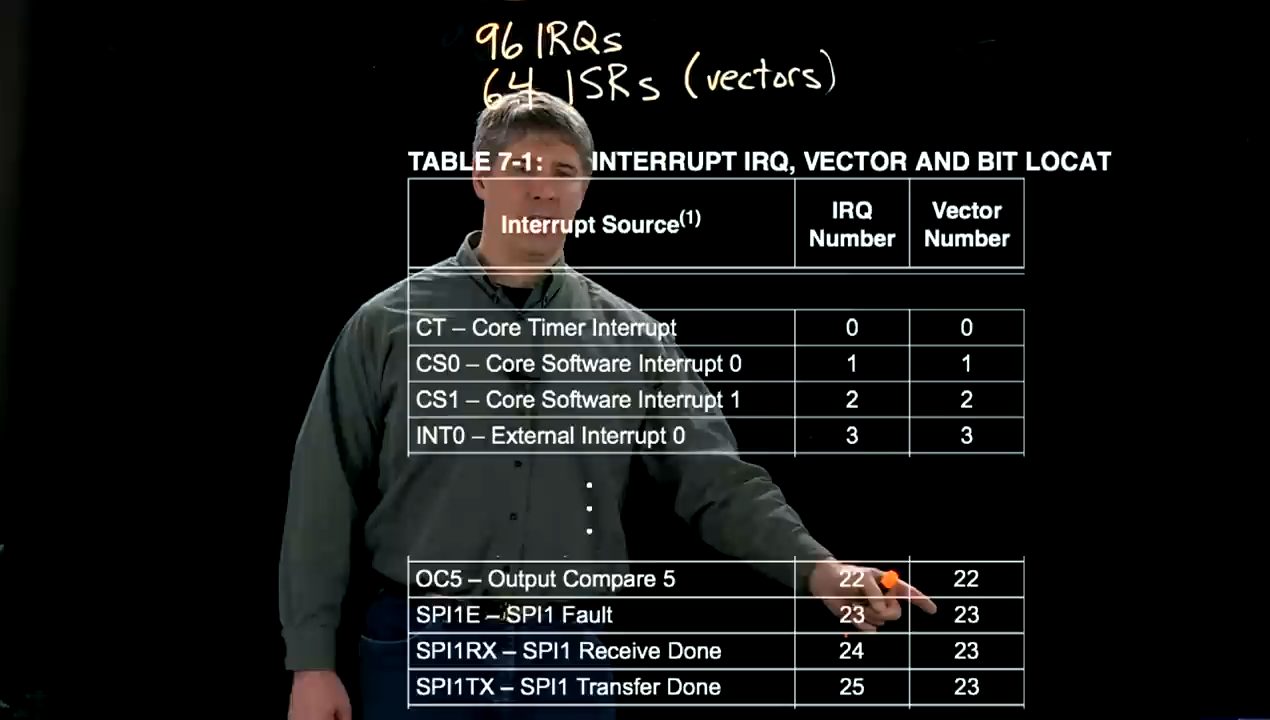 96 IRQs
64 ISRs (vectors)
TABLE 7-1: INTERRUPT IRQ, VECTOR AND BIT LOCAT
Interrupt Source(1) IRQ Number Vector Number
CT – Core Timer Interrupt 0 0
CS0 – Core Software Interrupt 0 1 1
CS1 – Core Software Interrupt 1 2 2
INT0 – External Interrupt 0 3 3
OC5 – Output Compare 5 22 22
SPI1E – SPI1 Fault 23 23
SPI1RX – SPI1 Receive Done 24 23
SPI1TX – SPI1 Transfer Done 25 23